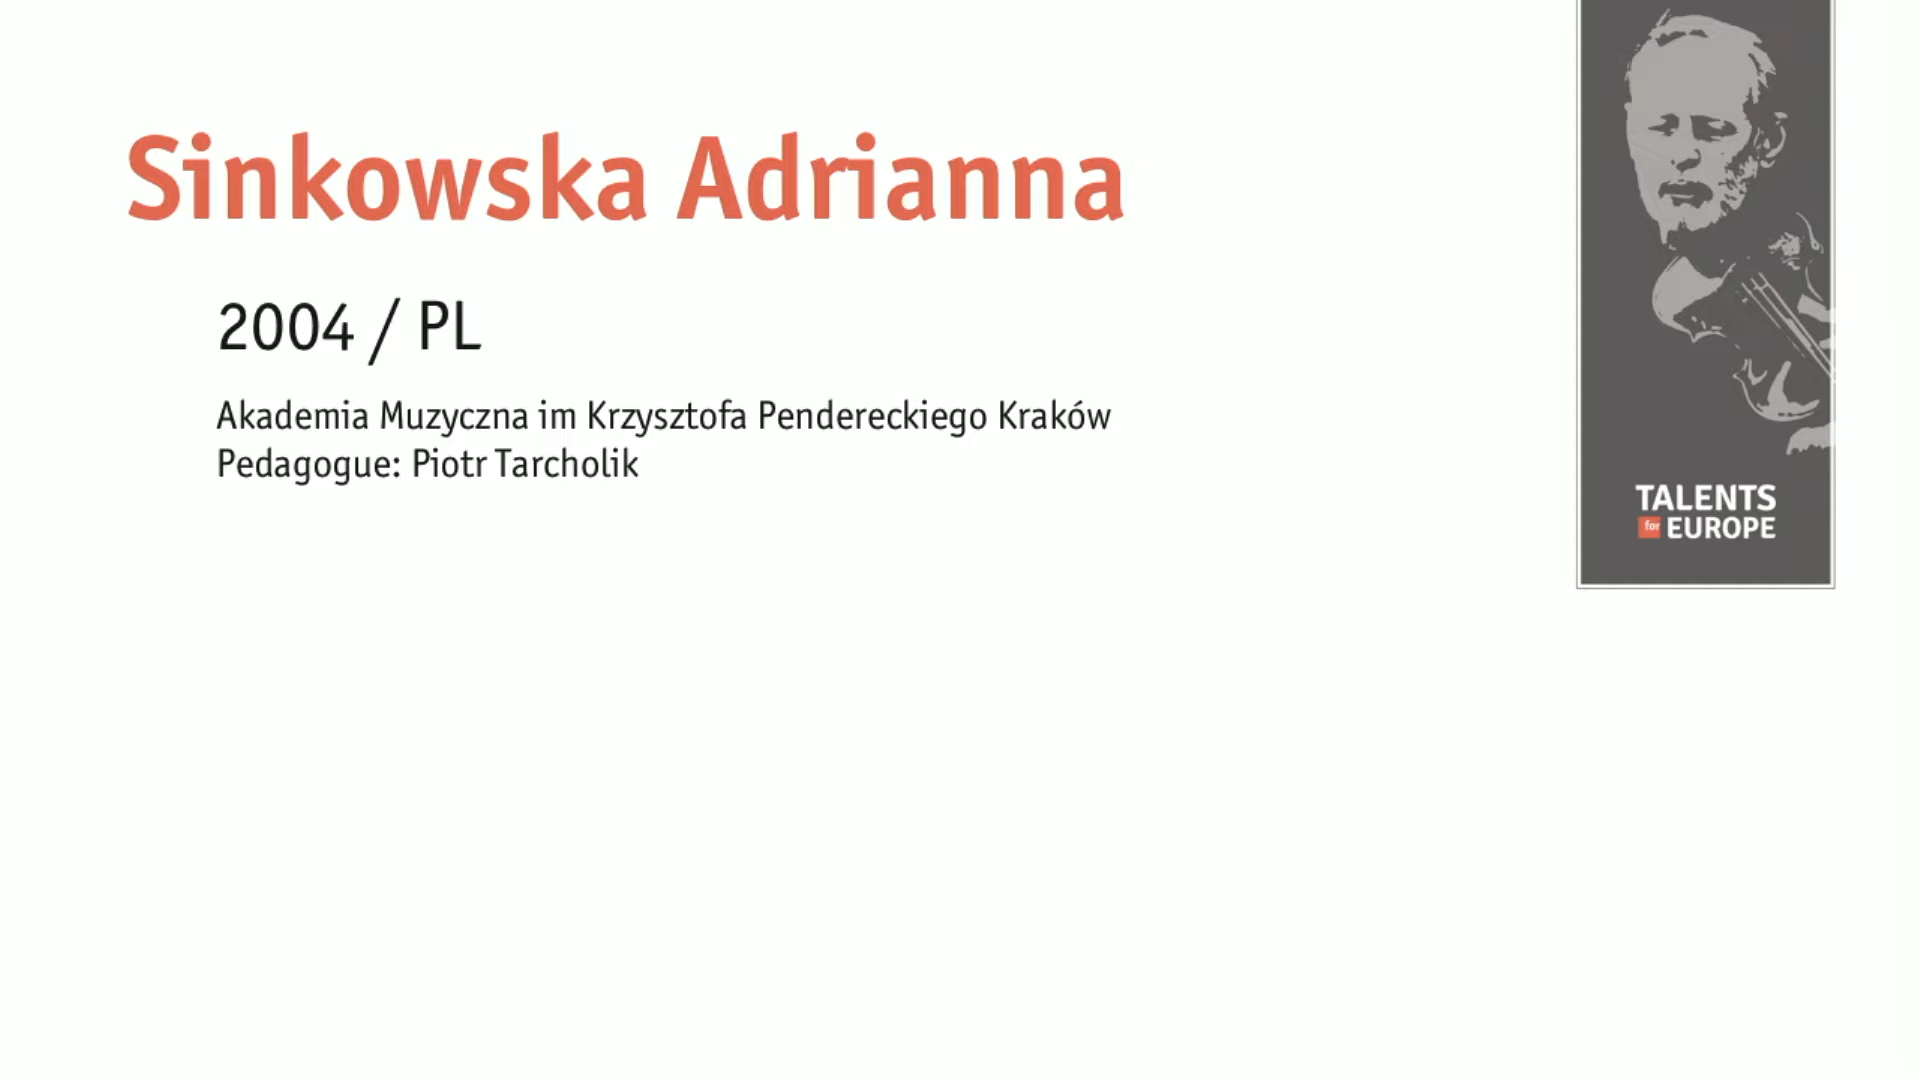 Sinkowska Adrianna
2004 / PL
Akademia Muzyczna im Krzysztofa Pendereckiego Kraków
Pedagogue: Piotr Tarcholik
TALENTS
for EUROPE